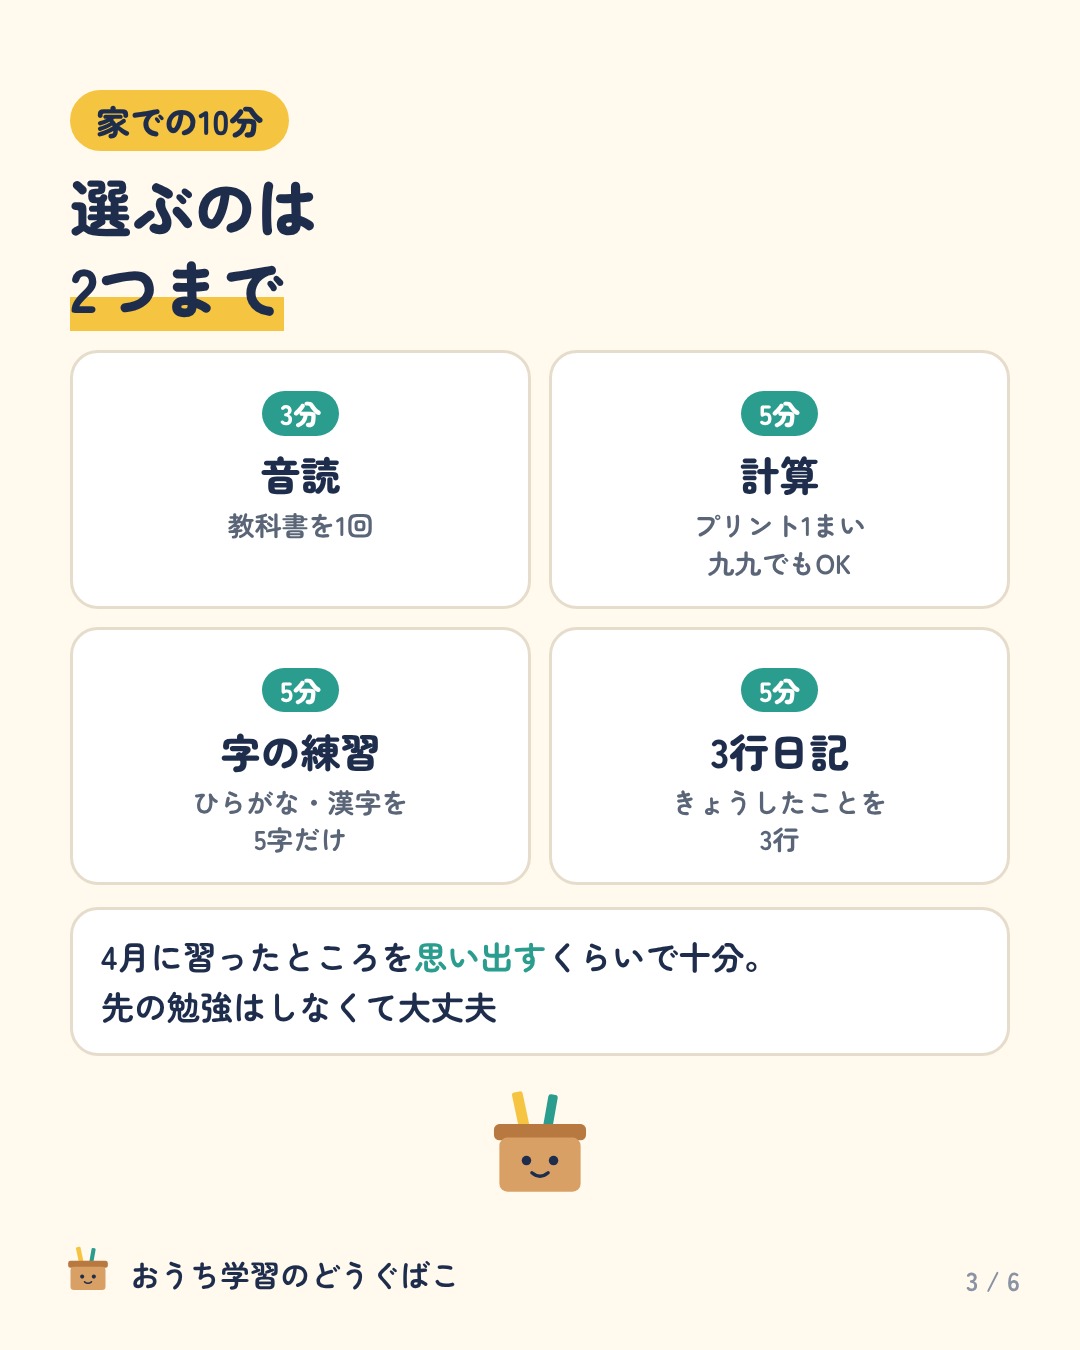 家での10分
選ぶのは
2つまで
3分
音読
教科書を1回
5分
計算
プリント1まい
九九でもOK
5分
字の練習
ひらがな・漢字を
5字だけ
5分
3行日記
きょうしたことを
3行
4月に習ったところを思い出すくらいで十分。
先の勉強はしなくて大丈夫
おうち学習のどうぐばこ
3 / 6